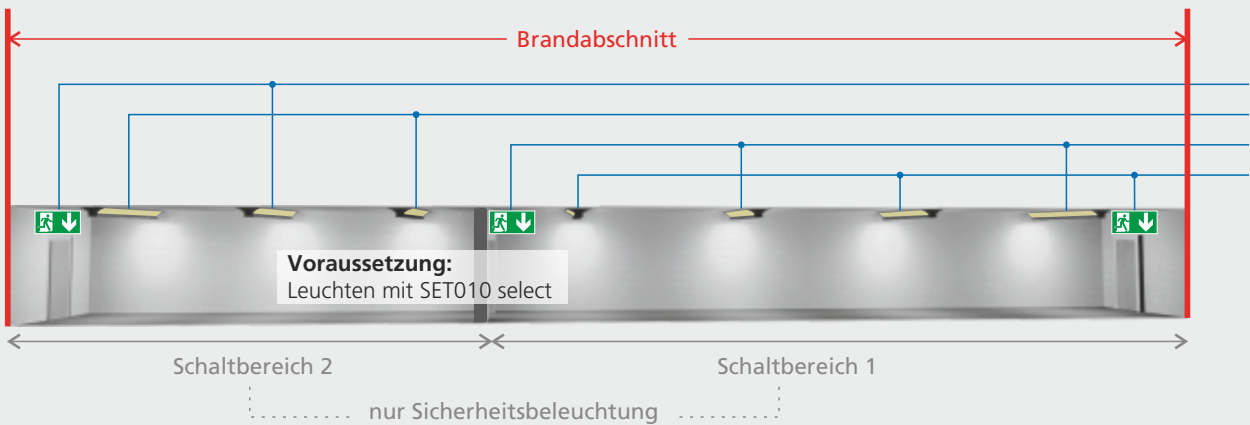 Brandabschnitt
Voraussetzung:
Leuchten mit SET010 select
Schaltbereich 2
Schaltbereich 1
nur Sicherheitsbeleuchtung